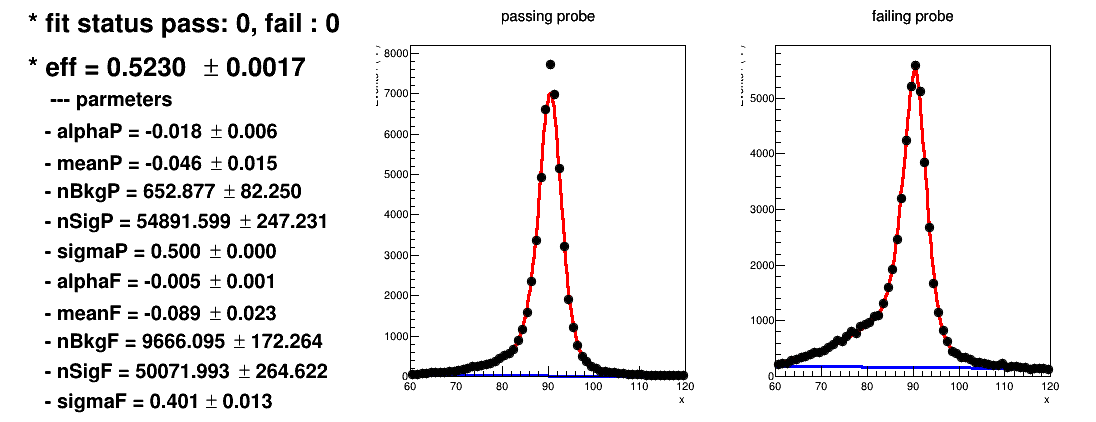 * fit status pass: 0, fail : 0
* eff = 0.5230 ± 0.0017
--- parmeters
- alphaP = -0.018 ± 0.006
- meanP = -0.046 ± 0.015
- nBkgP = 652.877 ± 82.250
- nSigP = 54891.599 ± 247.231
- sigmaP = 0.500 ± 0.000
- alphaF = -0.005 ± 0.001
- meanF = -0.089 ± 0.023
- nBkgF = 9666.095 ± 172.264
- nSigF = 50071.993 ± 264.622
- sigmaF = 0.401 ± 0.013
passing probe
8000
7000
6000
5000
4000
3000
2000
1000
0
60 70 80 90 100 110 120
x
failing probe
5000
4000
3000
2000
1000
0
60 70 80 90 100 110 120
x